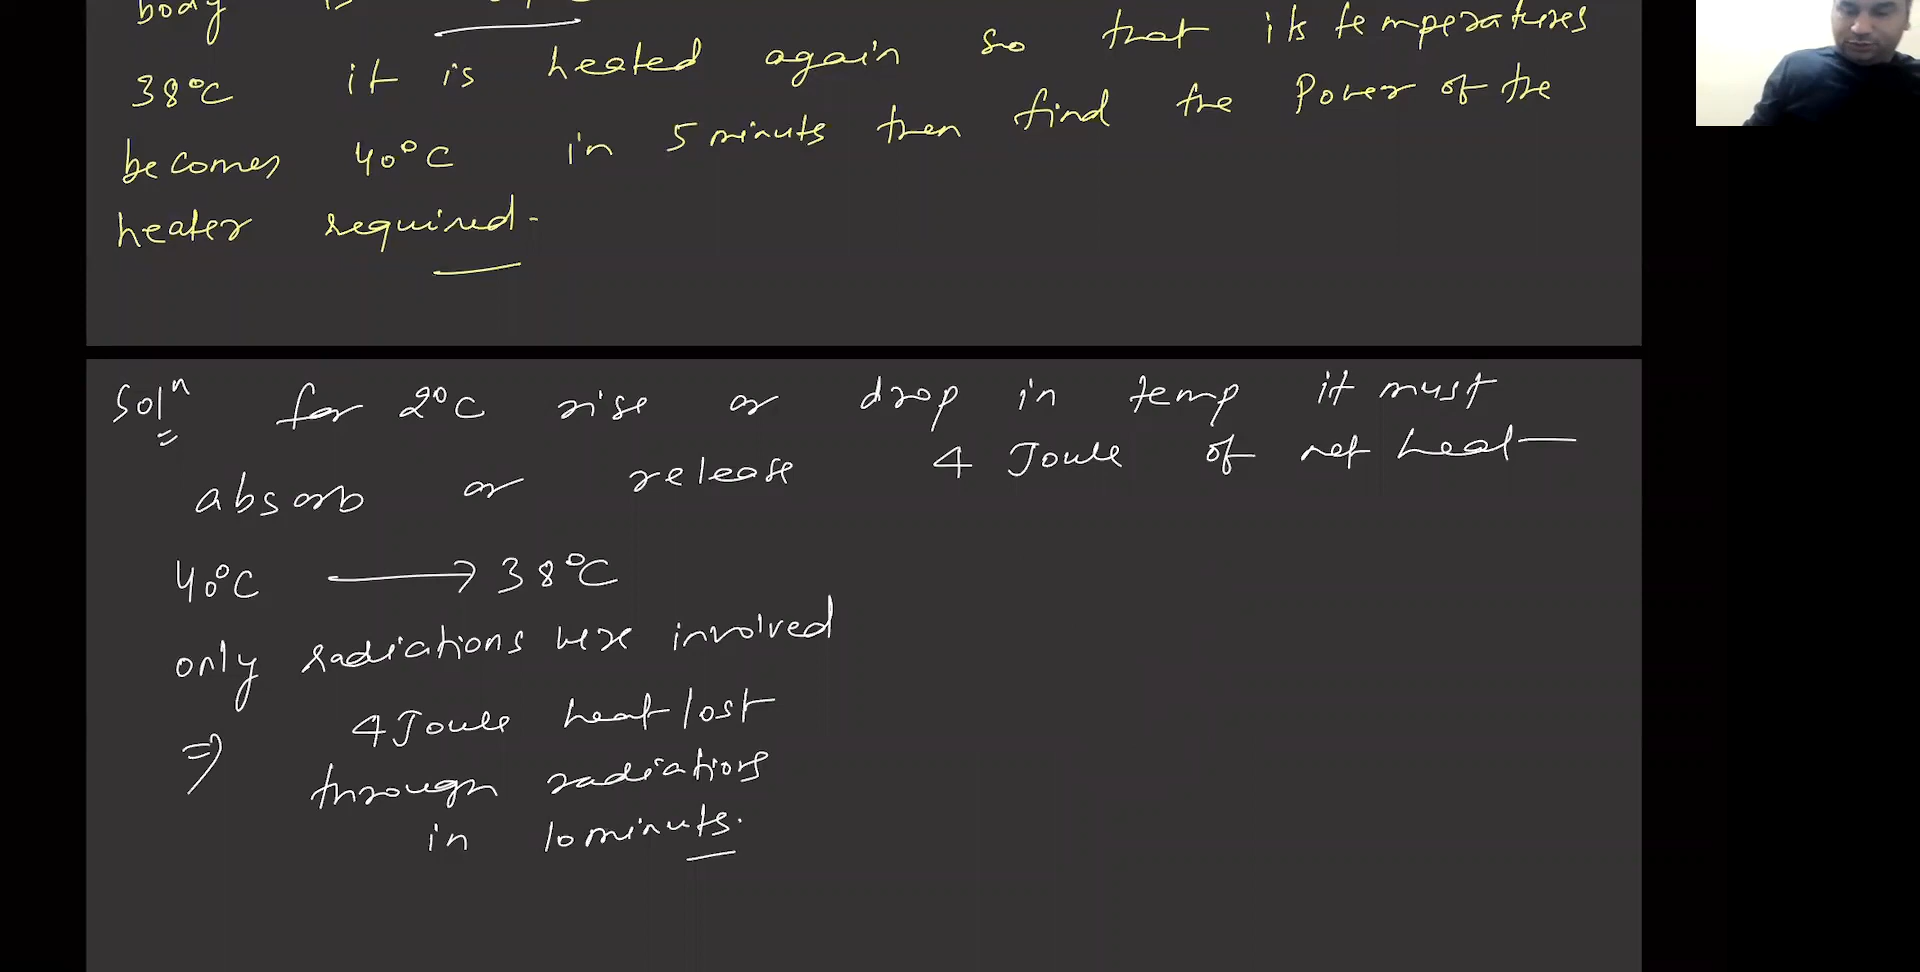 body is
38°C it is heated again so that its temperatures
becomes 40°C in 5 minuts then find the Power of the
heater required.
Solⁿ for 2°C rise or drop in temp it must
absorb or release 4 Joule of net heat
40°C → 38°C
only radiations were involved
⇒ 4 Joule heat lost
through radiations
in 10 minuts.